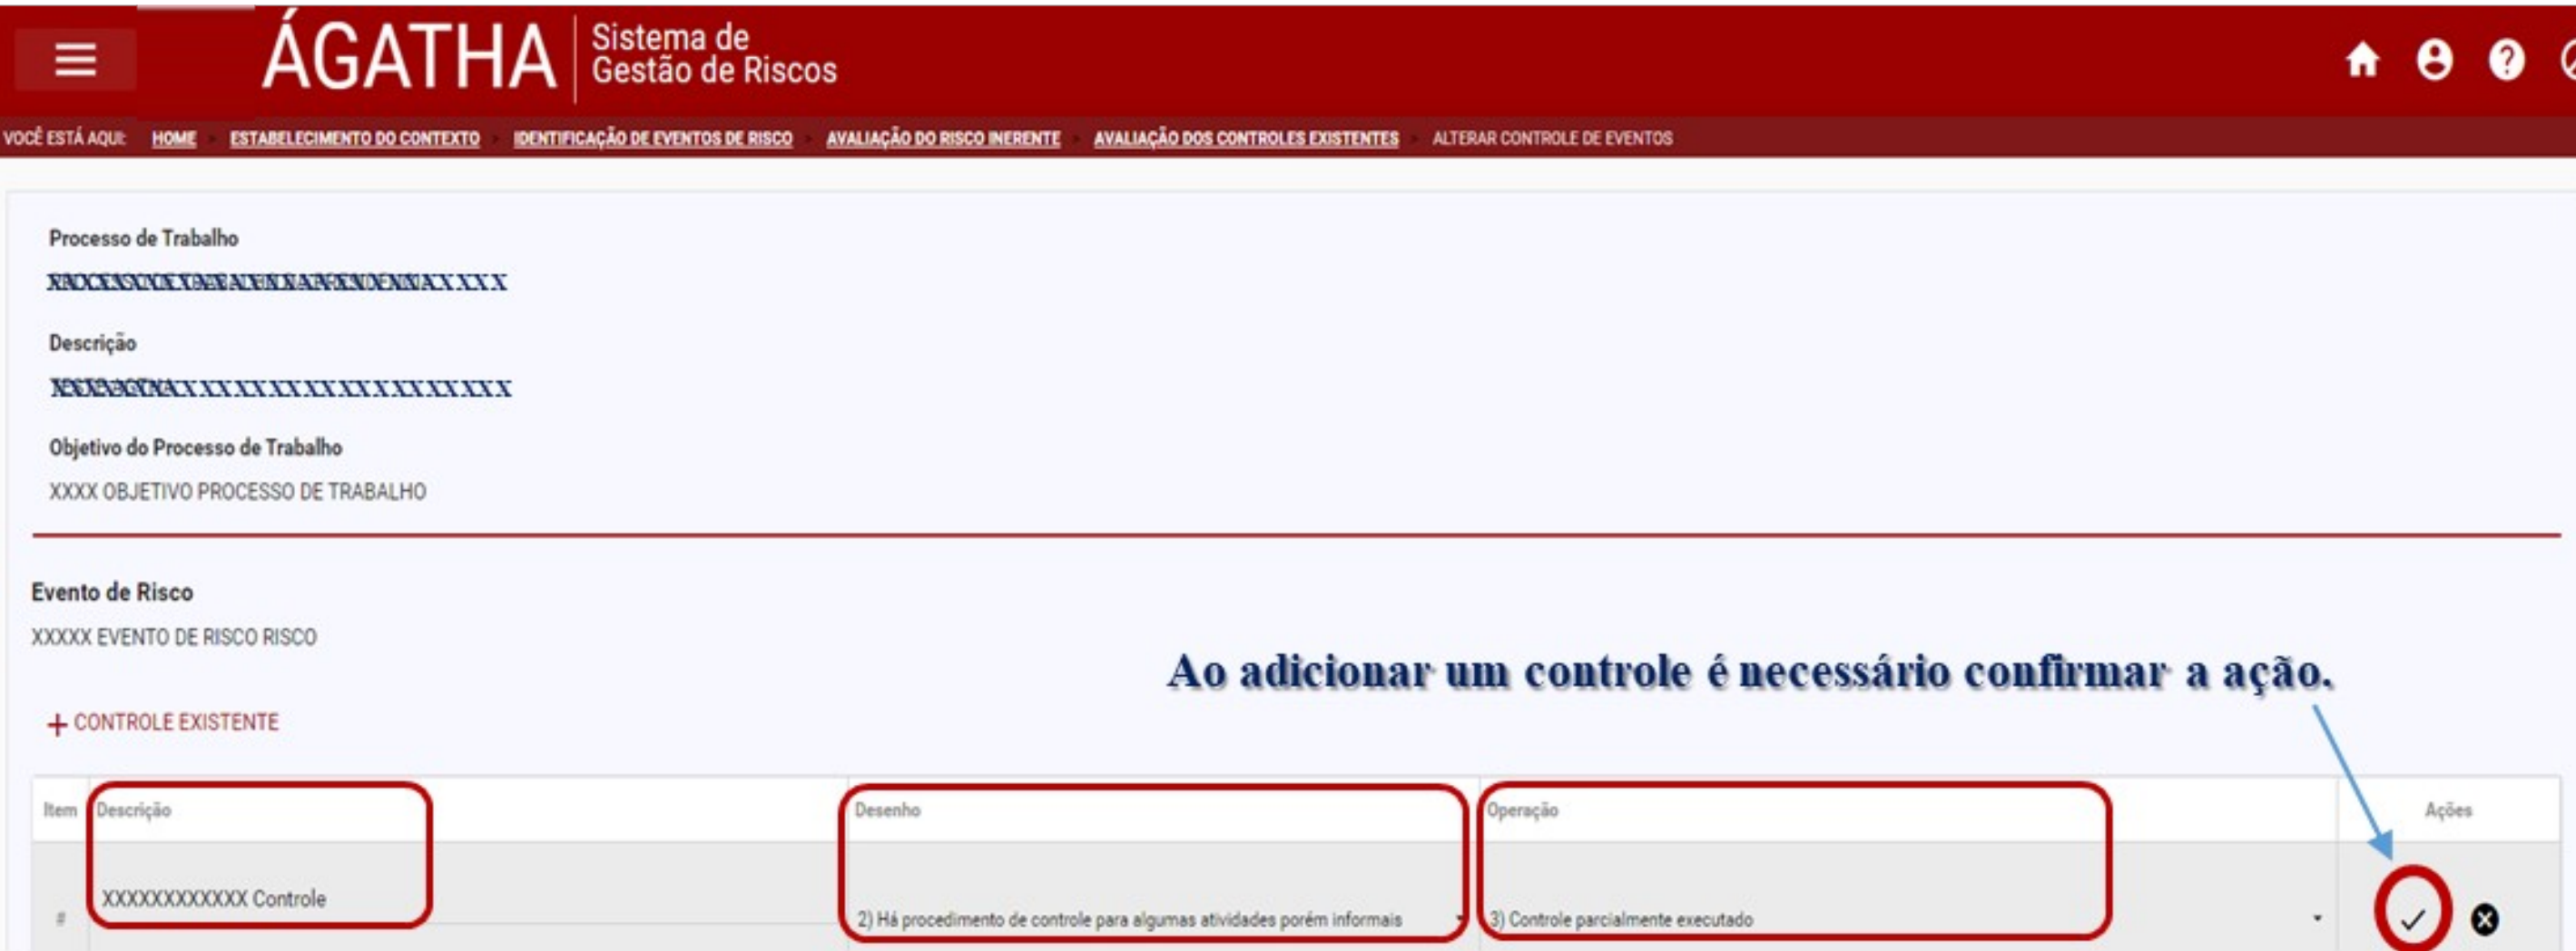 ÁGATHA
Sistema de
Gestão de Riscos
VOCÊ ESTÁ AQUI: HOME ESTABELECIMENTO DO CONTEXTO IDENTIFICAÇÃO DE EVENTOS DE RISCO AVALIAÇÃO DO RISCO INERENTE AVALIAÇÃO DOS CONTROLES EXISTENTES ALTERAR CONTROLE DE EVENTOS
Processo de Trabalho
Descrição
Objetivo do Processo de Trabalho
XXXX OBJETIVO PROCESSO DE TRABALHO
Evento de Risco
XXXXX EVENTO DE RISCO RISCO
Ao adicionar um controle é necessário confirmar a ação.
+ CONTROLE EXISTENTE
Item Descrição Desenho Operação Ações
# XXXXXXXXXXXX Controle 2) Há procedimento de controle para algumas atividades porém informais 3) Controle parcialmente executado